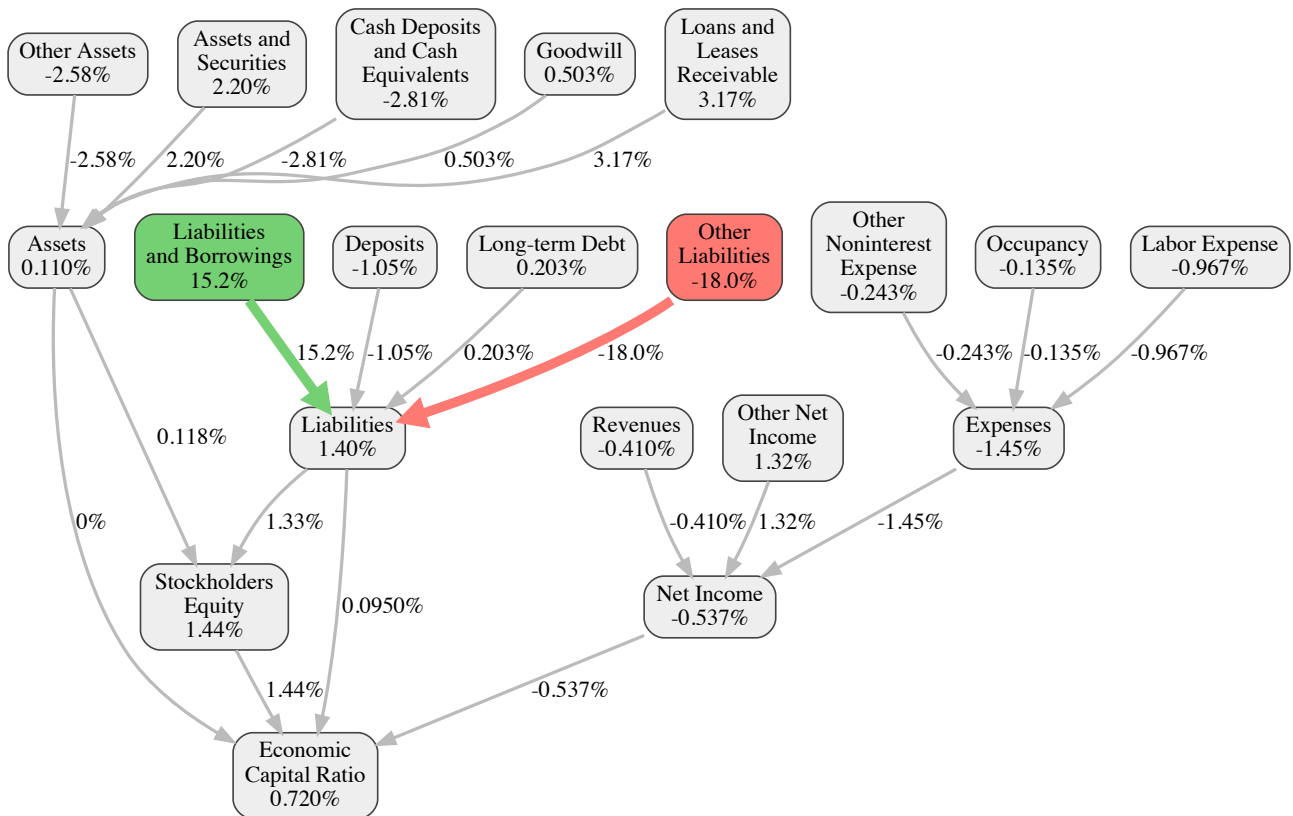 Other Assets
-2.58%
Assets and
Securities
2.20%
Cash Deposits
and Cash
Equivalents
-2.81%
Goodwill
0.503%
Loans and
Leases
Receivable
3.17%
-2.58%
2.20%
-2.81%
0.503%
3.17%
Assets
0.110%
Liabilities
and Borrowings
15.2%
Deposits
-1.05%
Long-term Debt
0.203%
Other
Liabilities
-18.0%
Other
Noninterest
Expense
-0.243%
Occupancy
-0.135%
Labor Expense
-0.967%
15.2%
-1.05%
0.203%
-18.0%
-0.243%
-0.135%
-0.967%
0.118%
Liabilities
1.40%
Revenues
-0.410%
Other Net
Income
1.32%
Expenses
-1.45%
0%
1.33%
-0.410%
1.32%
-1.45%
Stockholders
Equity
1.44%
0.0950%
Net Income
-0.537%
1.44%
-0.537%
Economic
Capital Ratio
0.720%